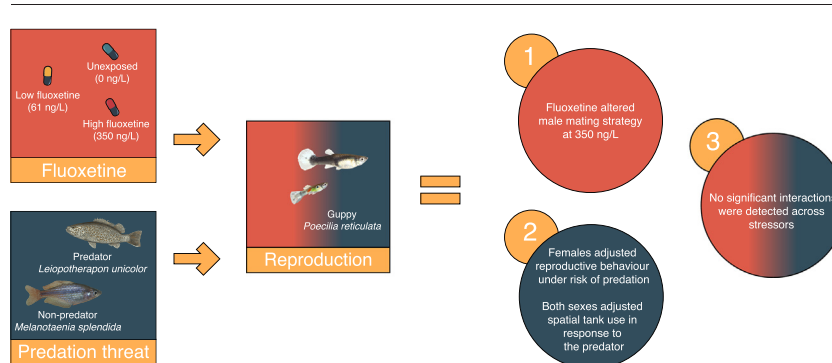 Unexposed
(0 ng/L)
Low fluoxetine
(61 ng/L)
High fluoxetine
(350 ng/L)
Fluoxetine
Predator
Leiopotherapon unicolor
Non-predator
Melanotaenia splendida
Predation threat
Guppy
Poecilia reticulata
Reproduction
1
Fluoxetine altered
male mating strategy
at 350 ng/L
2
Females adjusted
reproductive behaviour
under risk of predation
Both sexes adjusted
spatial tank use in
response to
the predator
3
No significant interactions
were detected across
stressors